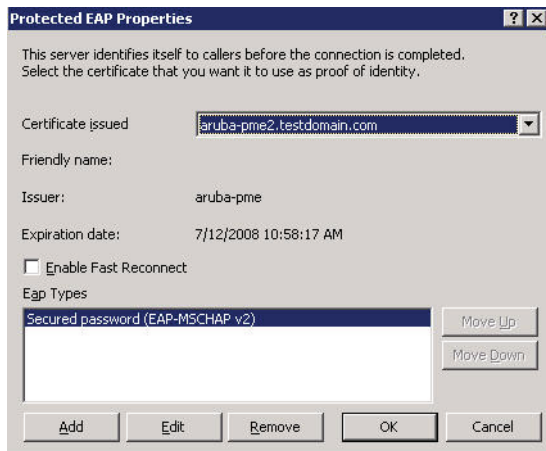 Protected EAP Properties
This server identifies itself to callers before the connection is completed.
Select the certificate that you want it to use as proof of identity.
Certificate issued
aruba-pme2.testdomain.com
Friendly name:
Issuer:
aruba-pme
Expiration date:
7/12/2008 10:58:17 AM
Enable Fast Reconnect
Eap Types
Secured password (EAP-MSCHAP v2)
Move Up
Move Down
Add
Edit
Remove
OK
Cancel